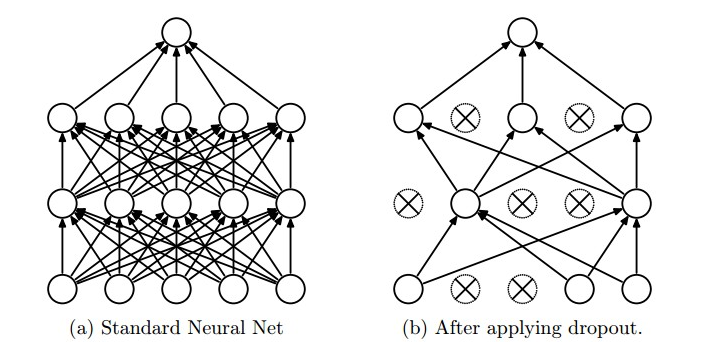 (a) Standard Neural Net
(b) After applying dropout.